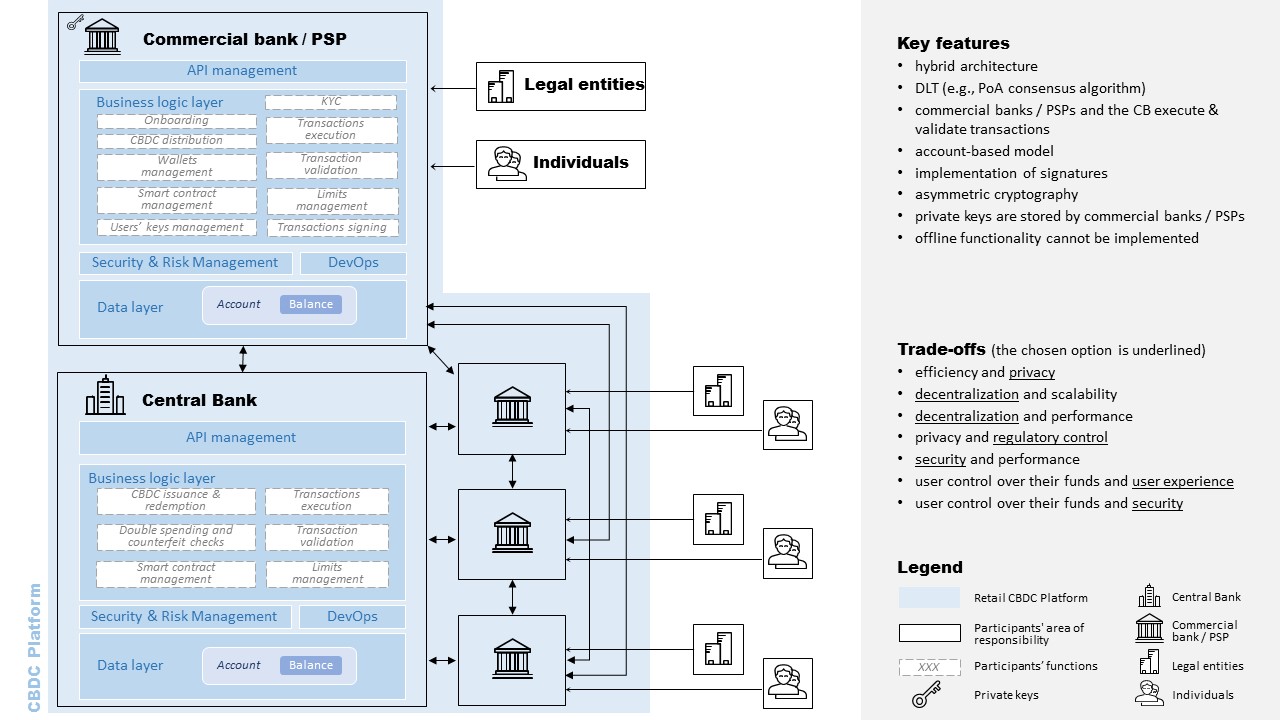 Commercial bank / PSP
API management
Business logic layer
KYC
Onboarding
Transactions
execution
CBDC distribution
Wallets
management
Transaction
validation
Smart contract
management
Limits
management
Users' keys management
Transactions signing
Security & Risk Management
DevOps
Data layer
Account
Balance
Legal entities
Individuals
Central Bank
API management
Business logic layer
CBDC issuance &
redemption
Transactions
execution
Double spending and
counterfeit checks
Transaction
validation
Smart contract
management
Limits
management
Security & Risk Management
DevOps
Data layer
Account
Balance
CBDC Platform
Key features
• hybrid architecture
• DLT (e.g., PoA consensus algorithm)
• commercial banks / PSPs and the CB execute &
validate transactions
• account-based model
• implementation of signatures
• asymmetric cryptography
• private keys are stored by commercial banks / PSPs
• offline functionality cannot be implemented
Trade-offs (the chosen option is underlined)
• efficiency and privacy
• decentralization and scalability
• decentralization and performance
• privacy and regulatory control
• security and performance
• user control over their funds and user experience
• user control over their funds and security
Legend
Retail CBDC Platform
Central Bank
Participants' area of
responsibility
Commercial
bank / PSP
XXX
Participants' functions
Legal entities
Private keys
Individuals